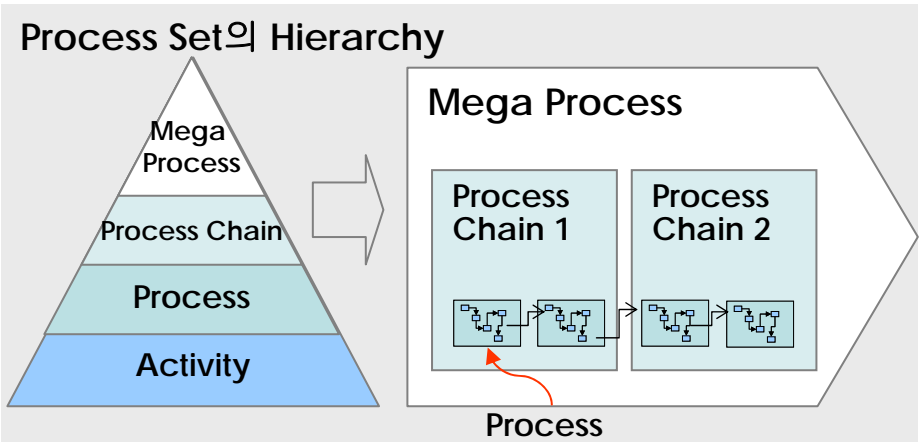 Process Set의 Hierarchy
Mega
Process
Process Chain
Process
Activity
Mega Process
Process
Chain 1
Process
Chain 2
Process